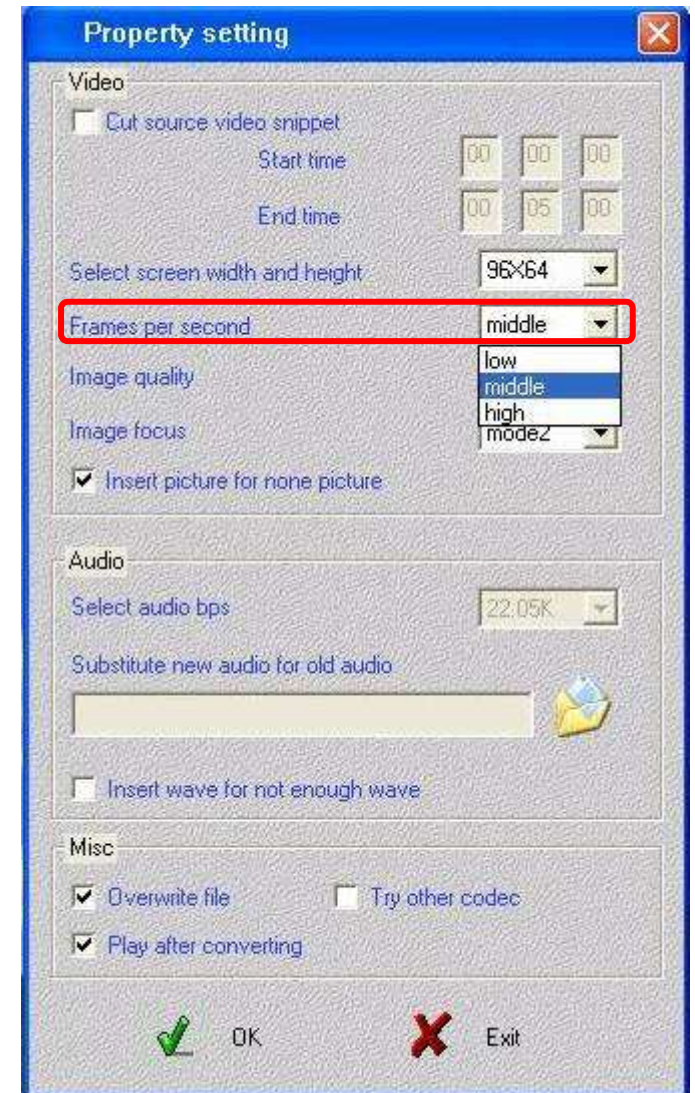 Property setting
Video
Cut source video snippet
Start time 00 00 00
End time 00 05 00
Select screen width and height 96X64
Frames per second middle
low
Image quality middle
high
Image focus mode2
Insert picture for none picture
Audio
Select audio bps 22.05K
Substitute new audio for old audio
Insert wave for not enough wave
Misc
Overwrite file Try other codec
Play after converting
OK Exit